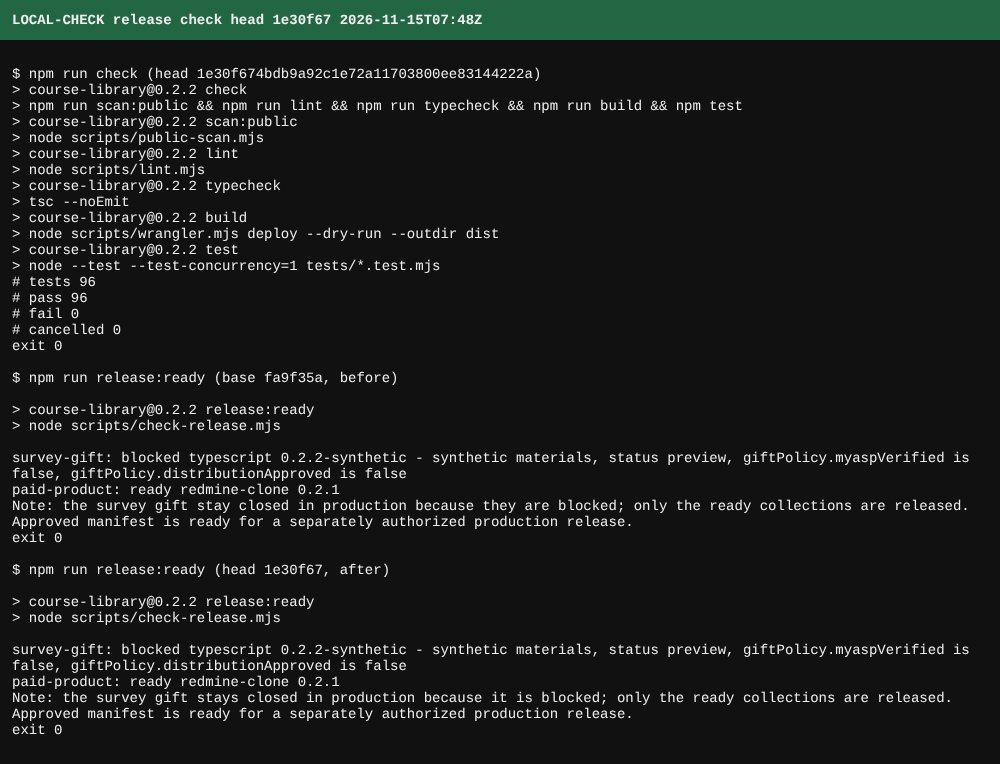 LOCAL-CHECK release check head 1e30f67 2026-11-15T07:48Z
$ npm run check (head 1e30f674bdb9a92c1e72a11703800ee83144222a)
> course-library@0.2.2 check
> npm run scan:public && npm run lint && npm run typecheck && npm run build && npm test
> course-library@0.2.2 scan:public
> node scripts/public-scan.mjs
> course-library@0.2.2 lint
> node scripts/lint.mjs
> course-library@0.2.2 typecheck
> tsc --noEmit
> course-library@0.2.2 build
> node scripts/wrangler.mjs deploy --dry-run --outdir dist
> course-library@0.2.2 test
> node --test --test-concurrency=1 tests/*.test.mjs
# tests 96
# pass 96
# fail 0
# cancelled 0
exit 0
$ npm run release:ready (base fa9f35a, before)
> course-library@0.2.2 release:ready
> node scripts/check-release.mjs
survey-gift: blocked typescript 0.2.2-synthetic - synthetic materials, status preview, giftPolicy.myaspVerified is
false, giftPolicy.distributionApproved is false
paid-product: ready redmine-clone 0.2.1
Note: the survey gift stay closed in production because they are blocked; only the ready collections are released.
Approved manifest is ready for a separately authorized production release.
exit 0
$ npm run release:ready (head 1e30f67, after)
> course-library@0.2.2 release:ready
> node scripts/check-release.mjs
survey-gift: blocked typescript 0.2.2-synthetic - synthetic materials, status preview, giftPolicy.myaspVerified is
false, giftPolicy.distributionApproved is false
paid-product: ready redmine-clone 0.2.1
Note: the survey gift stays closed in production because it is blocked; only the ready collections are released.
Approved manifest is ready for a separately authorized production release.
exit 0